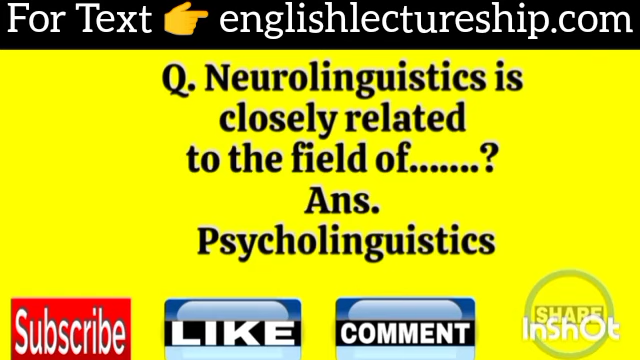 For Text 👉 englishlectureship.com
Q. Neurolinguistics is
closely related
to the field of.......?
Ans.
Psycholinguistics
Subscribe
LIKE
COMMENT
SHARE
InShOt